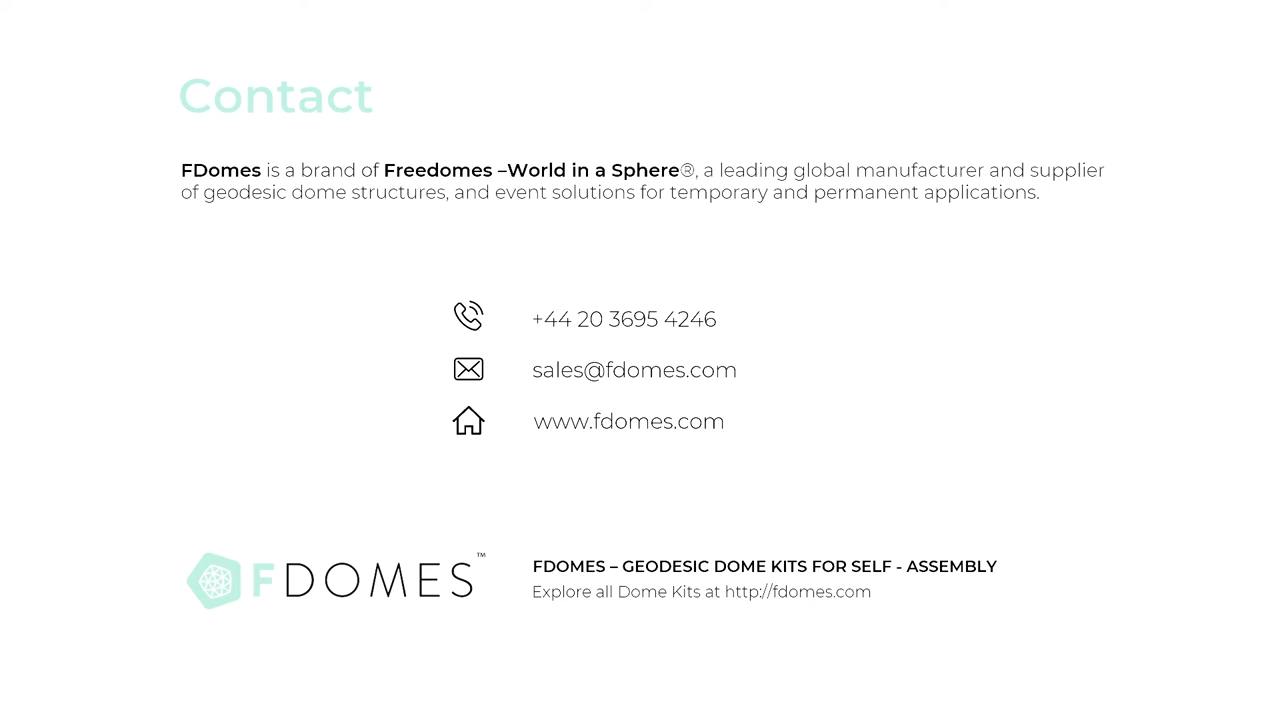 Contact
FDomes is a brand of Freedomes –World in a Sphere®, a leading global manufacturer and supplier
of geodesic dome structures, and event solutions for temporary and permanent applications.
+44 20 3695 4246
sales@fdomes.com
www.fdomes.com
FDOMES™
FDOMES – GEODESIC DOME KITS FOR SELF - ASSEMBLY
Explore all Dome Kits at http://fdomes.com